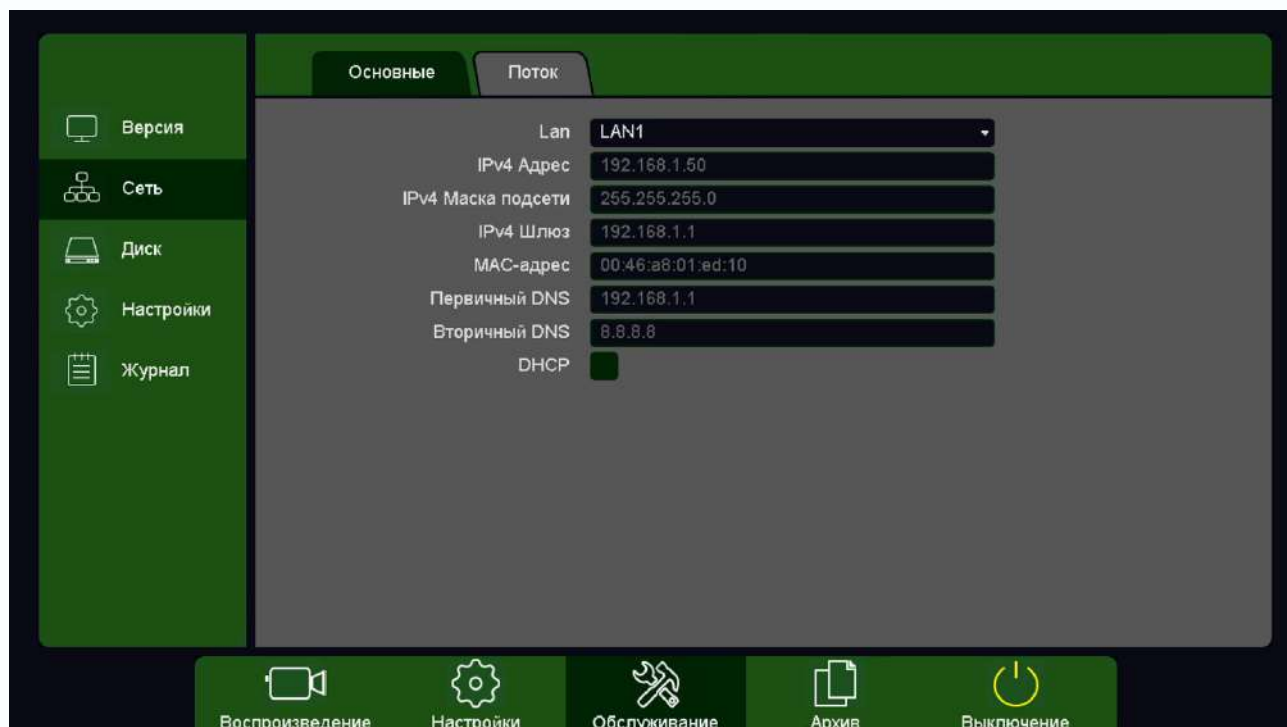 Основные
Поток
Версия
Сеть
Диск
Настройки
Журнал
Lan LAN1
IPv4 Адрес 192.168.1.50
IPv4 Маска подсети 255.255.255.0
IPv4 Шлюз 192.168.1.1
MAC-адрес 00:46:a8:01:ed:10
Первичный DNS 192.168.1.1
Вторичный DNS 8.8.8.8
DHCP
Воспроизведение
Настройки
Обслуживание
Архив
Выключение